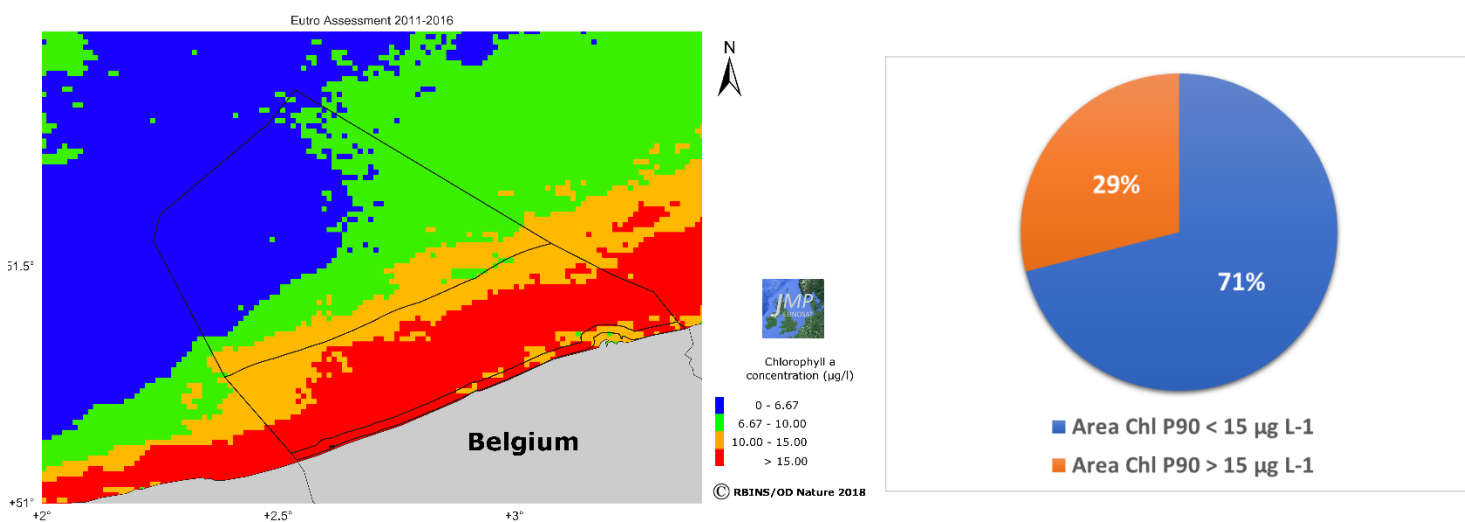 Eutro Assessment 2011-2016
N
51.5°
+51°
+2°
+2.5°
+3°
Belgium
JMP
EUNOSAT
Chlorophyll a
concentration (µg/l)
0 - 6.67
6.67 - 10.00
10.00 - 15.00
> 15.00
© RBINS/OD Nature 2018
29%
71%
Area Chl P90 < 15 µg L-1
Area Chl P90 > 15 µg L-1